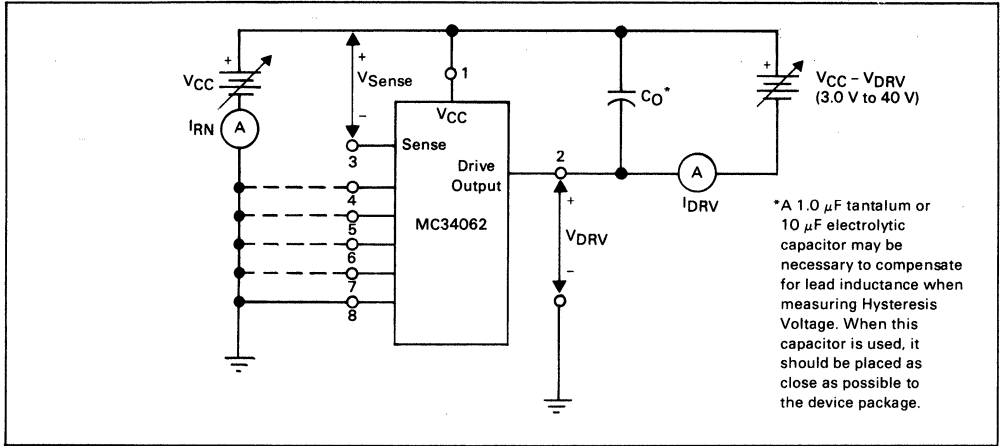 VCC
+
IRN
A
+
VSense
−
1
VCC
3
Sense
4
5
6
7
8
MC34062
Drive
Output
2
+
VDRV
−
CO*
A
IDRV
+
VCC – VDRV
(3.0 V to 40 V)
*A 1.0 μF tantalum or
10 μF electrolytic
capacitor may be
necessary to compensate
for lead inductance when
measuring Hysteresis
Voltage. When this
capacitor is used, it
should be placed as
close as possible to
the device package.